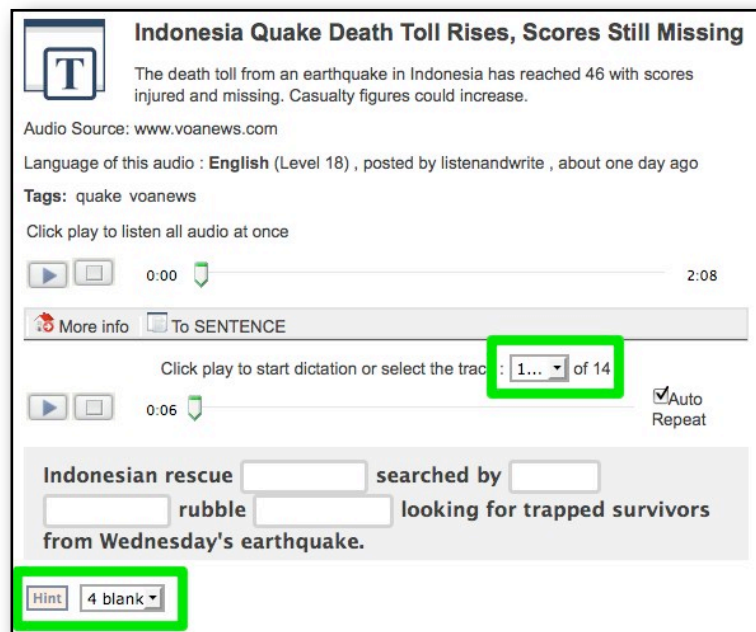 Indonesia Quake Death Toll Rises, Scores Still Missing
T
The death toll from an earthquake in Indonesia has reached 46 with scores
injured and missing. Casualty figures could increase.
Audio Source: www.voanews.com
Language of this audio : English (Level 18) , posted by listenandwrite , about one day ago
Tags: quake voanews
Click play to listen all audio at once
0:00 2:08
More info To SENTENCE
Click play to start dictation or select the track : 1... of 14
0:06 Auto
Repeat
Indonesian rescue searched by
rubble looking for trapped survivors
from Wednesday's earthquake.
Hint 4 blank